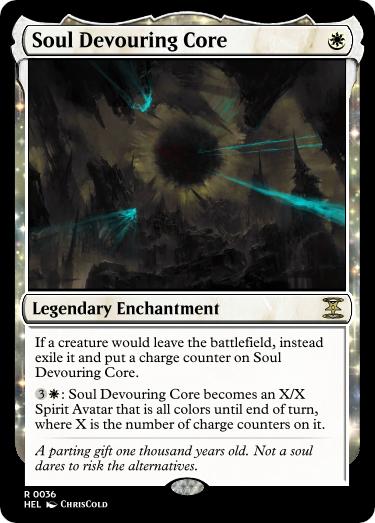 Soul Devouring Core
Legendary Enchantment
If a creature would leave the battlefield, instead
exile it and put a charge counter on Soul
Devouring Core.
3: Soul Devouring Core becomes an X/X
Spirit Avatar that is all colors until end of turn,
where X is the number of charge counters on it.
A parting gift one thousand years old. Not a soul
dares to risk the alternatives.
R 0036
HEL ChrisCold